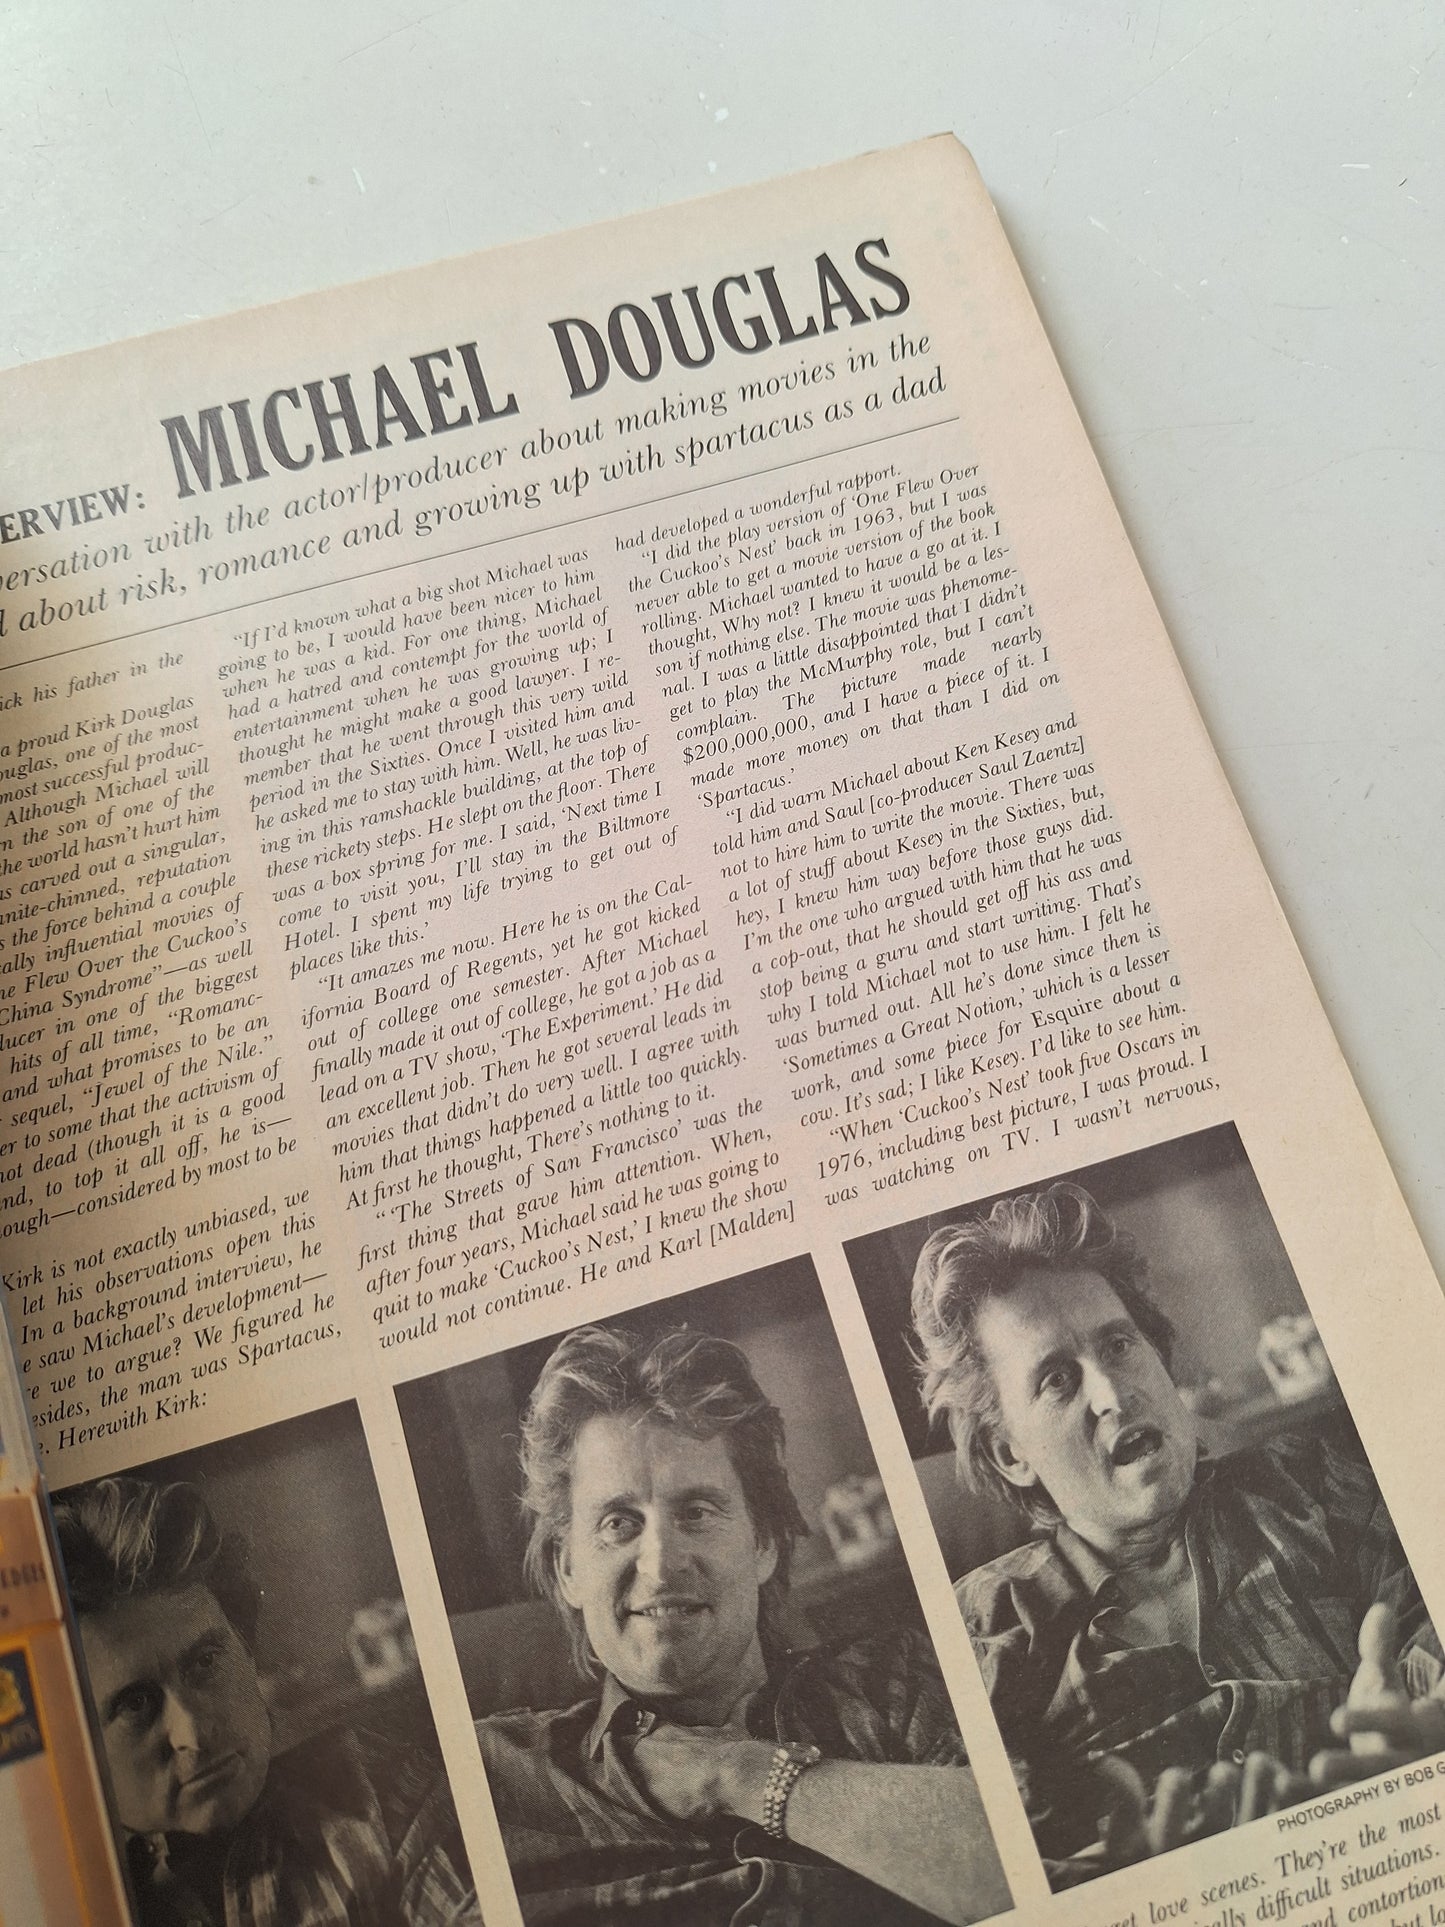 ERVIEW: MICHAEL DOUGLAS
ersation with the actor/producer about making movies in the
about risk, romance and growing up with spartacus as a dad
ick his father in the
a proud Kirk Douglas
ouglas, one of the most
most successful produc-
Although Michael will
n the son of one of the
the world hasn't hurt him
as carved out a singular,
nite-chinned, reputation
s the force behind a couple
ally influential movies of
ne Flew Over the Cuckoo's
China Syndrome"—as well
ducer in one of the biggest
hits of all time, "Romanc-
and what promises to be an
sequel, "Jewel of the Nile."
er to some that the activism of
not dead (though it is a good
nd, to top it all off, he is—
ough—considered by most to be
Kirk is not exactly unbiased, we
let his observations open this
In a background interview, he
e saw Michael's development—
e we to argue? We figured he
esides, the man was Spartacus,
e. Herewith Kirk:
"If I'd known what a big shot Michael was
going to be, I would have been nicer to him
when he was a kid. For one thing, Michael
had a hatred and contempt for the world of
entertainment when he was growing up; I
thought he might make a good lawyer. I re-
member that he went through this very wild
period in the Sixties. Once I visited him and
he asked me to stay with him. Well, he was liv-
ing in this ramshackle building, at the top of
these rickety steps. He slept on the floor. There
was a box spring for me. I said, 'Next time I
come to visit you, I'll stay in the Biltmore
Hotel. I spent my life trying to get out of
places like this.'
"It amazes me now. Here he is on the Cal-
ifornia Board of Regents, yet he got kicked
out of college one semester. After Michael
finally made it out of college, he got a job as a
lead on a TV show, 'The Experiment.' He did
an excellent job. Then he got several leads in
movies that didn't do very well. I agree with
him that things happened a little too quickly.
At first he thought, There's nothing to it.
"'The Streets of San Francisco' was the
first thing that gave him attention. When,
after four years, Michael said he was going to
quit to make 'Cuckoo's Nest,' I knew the show
would not continue. He and Karl [Malden]
had developed a wonderful rapport.
"I did the play version of 'One Flew Over
the Cuckoo's Nest' back in 1963, but I was
never able to get a movie version of the book
rolling. Michael wanted to have a go at it. I
thought, Why not? I knew it would be a les-
son if nothing else. The movie was phenome-
nal. I was a little disappointed that I didn't
get to play the McMurphy role, but I can't
complain. The picture made nearly
$200,000,000, and I have a piece of it. I
made more money on that than I did on
'Spartacus.'
"I did warn Michael about Ken Kesey and
told him and Saul [co-producer Saul Zaentz]
not to hire him to write the movie. There was
a lot of stuff about Kesey in the Sixties, but,
hey, I knew him way before those guys did.
I'm the one who argued with him that he was
a cop-out, that he should get off his ass and
stop being a guru and start writing. That's
why I told Michael not to use him. I felt he
was burned out. All he's done since then is
'Sometimes a Great Notion,' which is a lesser
work, and some piece for Esquire about a
cow. It's sad; I like Kesey. I'd like to see him.
"When 'Cuckoo's Nest' took five Oscars in
1976, including best picture, I was proud. I
was watching on TV. I wasn't nervous,
PHOTOGRAPHY BY BOB G
get love scenes. They're the most
ically difficult situations.
nd contortion